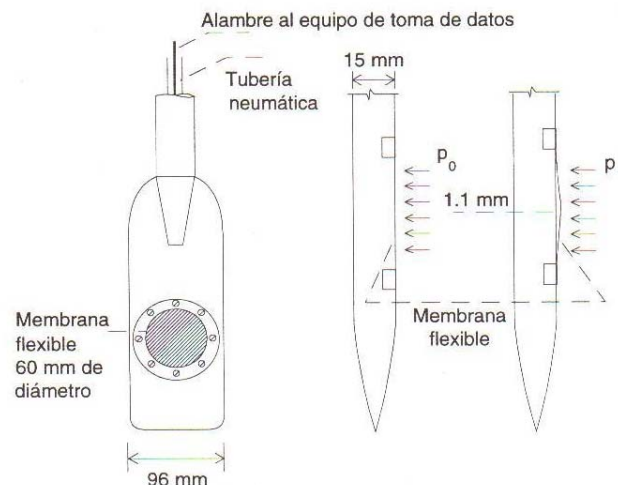 Alambre al equipo de toma de datos
15 mm
Tubería
neumática
p₀
p
1.1 mm
Membrana
flexible
60 mm de
diámetro
Membrana
flexible
96 mm